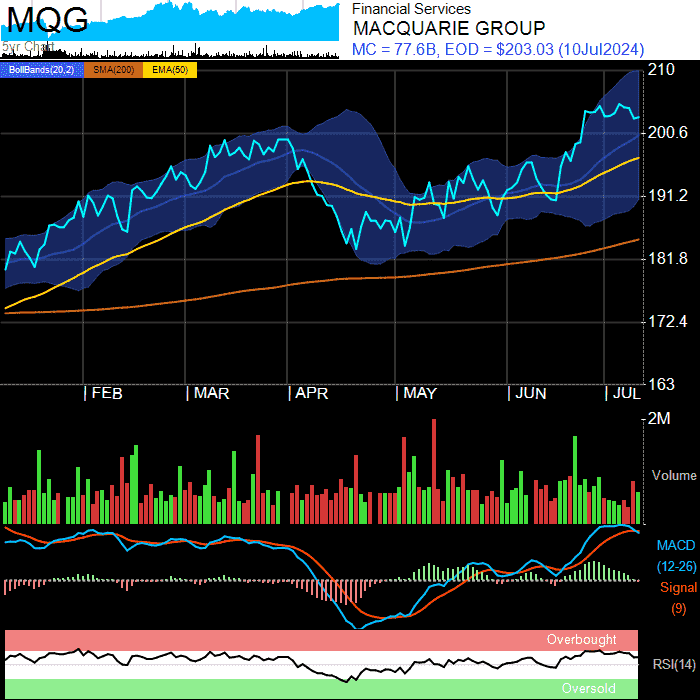 MQG
5yr Chart
Financial Services
MACQUARIE GROUP
MC = 77.6B, EOD = $203.03 (10Jul2024)
BollBands(20,2) SMA(200) EMA(50)
210
200.6
191.2
181.8
172.4
163
FEB MAR APR MAY JUN JUL
2M
Volume
MACD
(12-26)
Signal
(9)
Overbought
RSI(14)
Oversold